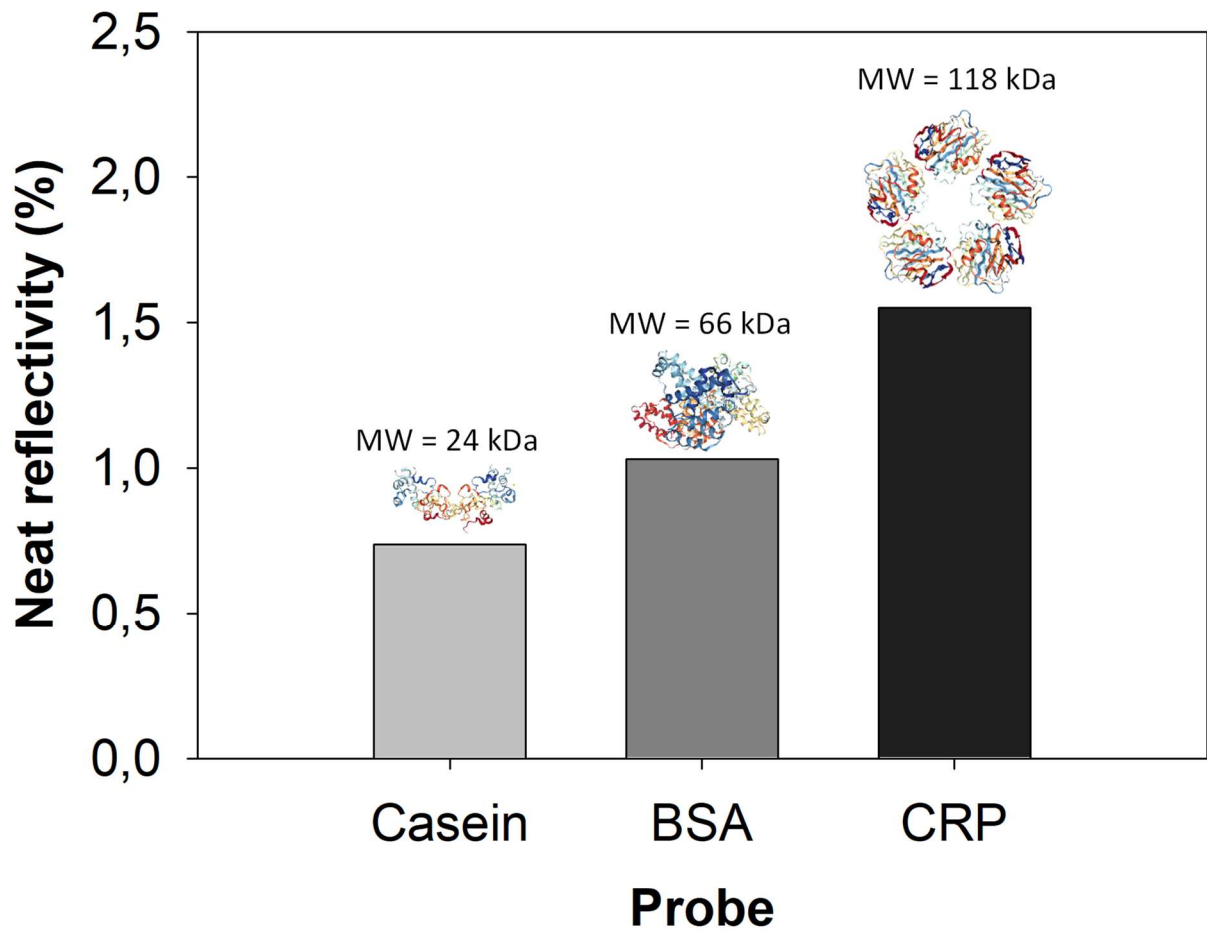 Neat reflectivity (%)
2,5
2,0
1,5
1,0
0,5
0,0
MW = 24 kDa
MW = 66 kDa
MW = 118 kDa
Casein
BSA
CRP
Probe